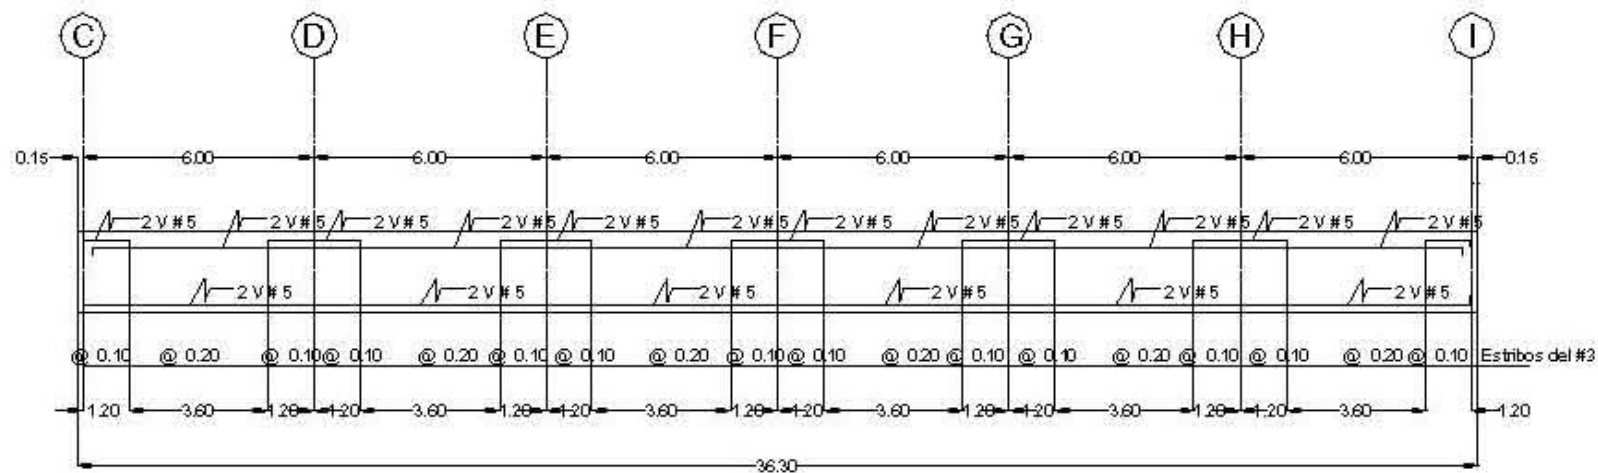 C D E F G H I
0.15 6.00 6.00 6.00 6.00 6.00 6.00 0.15
2 V # 5 2 V # 5 2 V # 5 2 V # 5 2 V # 5 2 V # 5 2 V # 5 2 V # 5 2 V # 5 2 V # 5 2 V # 5 2 V # 5
2 V # 5 2 V # 5 2 V # 5 2 V # 5 2 V # 5 2 V # 5
@ 0.10 @ 0.20 @ 0.10 @ 0.10 @ 0.20 @ 0.10 @ 0.10 @ 0.20 @ 0.10 @ 0.10 @ 0.20 @ 0.10 @ 0.10 @ 0.20 @ 0.10 @ 0.10 @ 0.20 @ 0.10 Estribos del #3
1.20 3.60 1.20 1.20 3.60 1.20 1.20 3.60 1.20 1.20 3.60 1.20 1.20 3.60 1.20 1.20 3.60 1.20
36.30